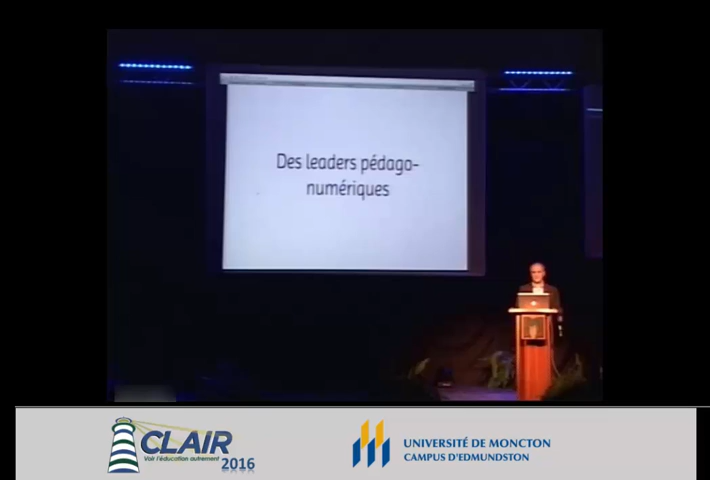 Des leaders pédago-
numériques
CLAIR
Voir l'éducation autrement
2016
UNIVERSITÉ DE MONCTON
CAMPUS D'EDMUNDSTON